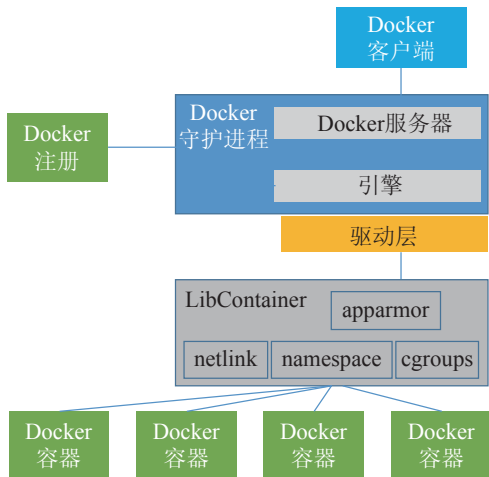 Docker
客户端
Docker
守护进程
Docker服务器
引擎
Docker
注册
驱动层
LibContainer
apparmor
netlink
namespace
cgroups
Docker
容器
Docker
容器
Docker
容器
Docker
容器